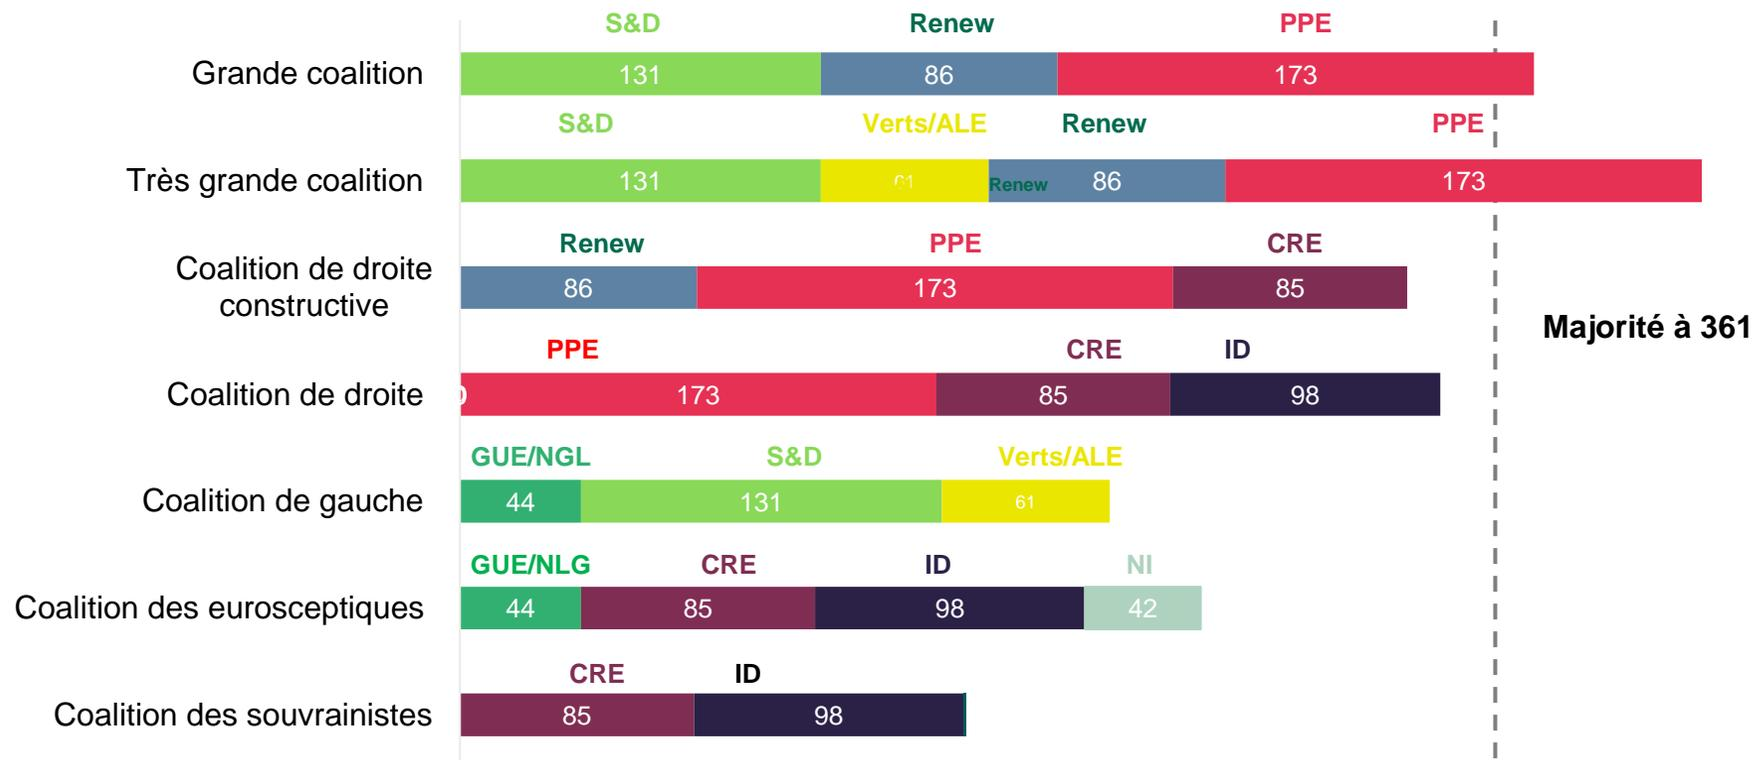 S&D Renew PPE
Grande coalition 131 86 173
S&D Verts/ALE Renew PPE
Très grande coalition 131 61 Renew 86 173
Renew PPE CRE
Coalition de droite
constructive
86 173 85
Majorité à 361
PPE CRE ID
Coalition de droite 173 85 98
GUE/NGL S&D Verts/ALE
Coalition de gauche 44 131 61
GUE/NLG CRE ID NI
Coalition des eurosceptiques 44 85 98 42
CRE ID
Coalition des souvrainistes 85 98